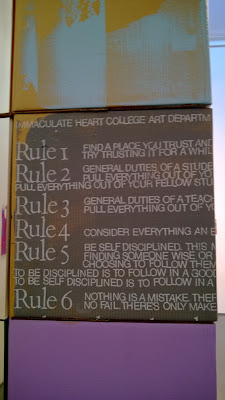 IMMACULATE HEART COLLEGE ART DEPARTM
Rule 1 FIND A PLACE YOU TRUST AND
TRY TRUSTING IT FOR A WHIL
Rule 2 GENERAL DUTIES OF A STUDE
PULL EVERYTHING OUT OF YO
PULL EVERYTHING OUT OF YOUR FELLOW STU
Rule 3 GENERAL DUTIES OF A TEAC
PULL EVERYTHING OUT OF YO
Rule 4 CONSIDER EVERYTHING AN E
Rule 5 BE SELF DISCIPLINED. THIS M
FINDING SOMEONE WISE OR
CHOOSING TO FOLLOW THEM
TO BE DISCIPLINED IS TO FOLLOW IN A GOOD
TO BE SELF DISCIPLINED IS TO FOLLOW IN A
Rule 6 NOTHING IS A MISTAKE. THER
NO FAIL. THERE'S ONLY MAKE